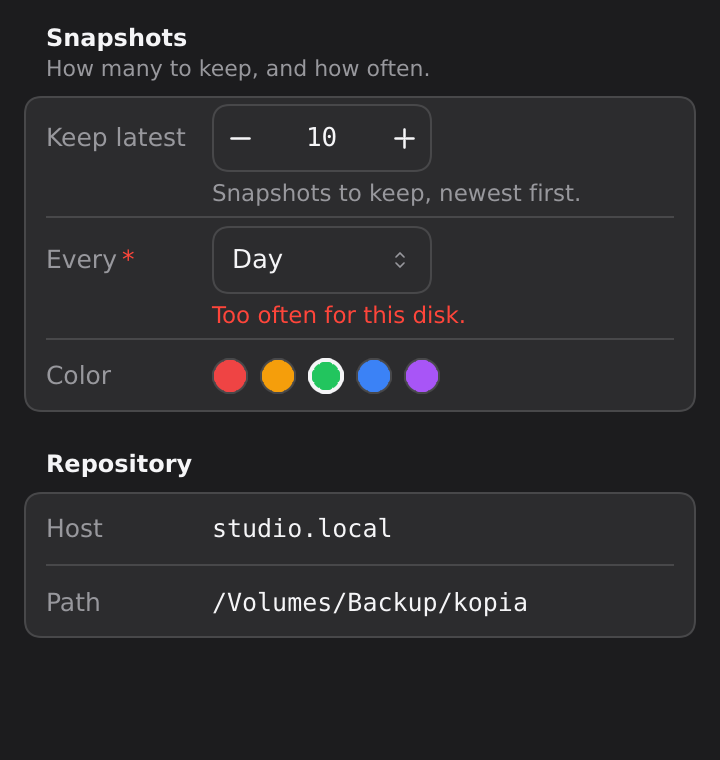 Snapshots
How many to keep, and how often.
Keep latest − 10 +
Snapshots to keep, newest first.
Every * Day
Too often for this disk.
Color
Repository
Host studio.local
Path /Volumes/Backup/kopia